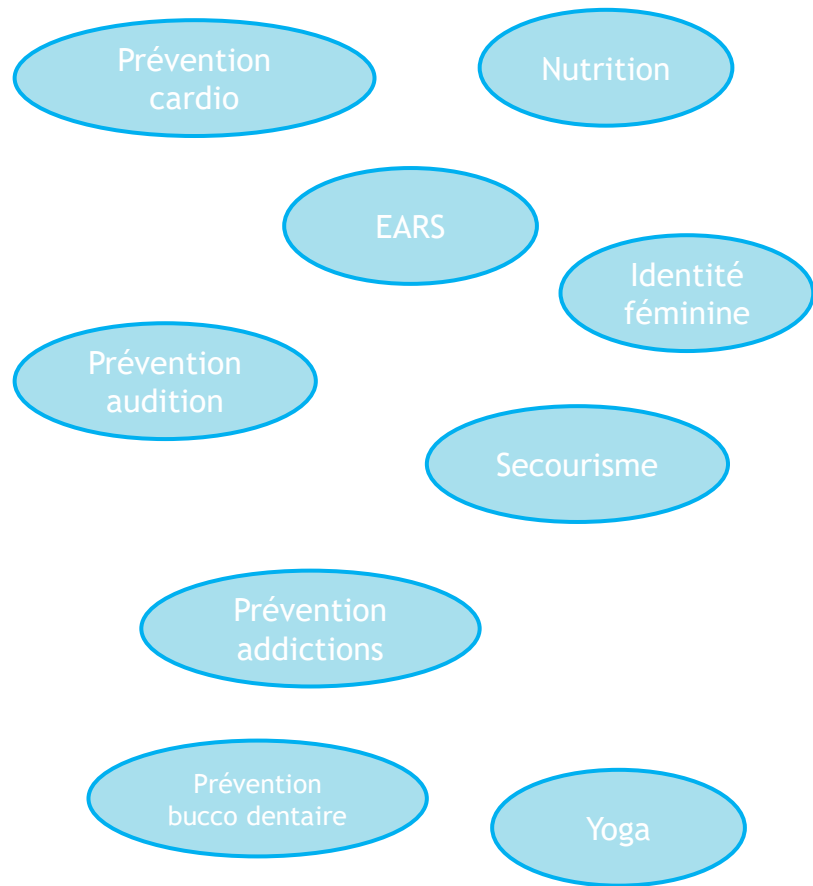 Prévention
cardio
Nutrition
EARS
Identité
féminine
Prévention
audition
Secourisme
Prévention
addictions
Prévention
bucco dentaire
Yoga